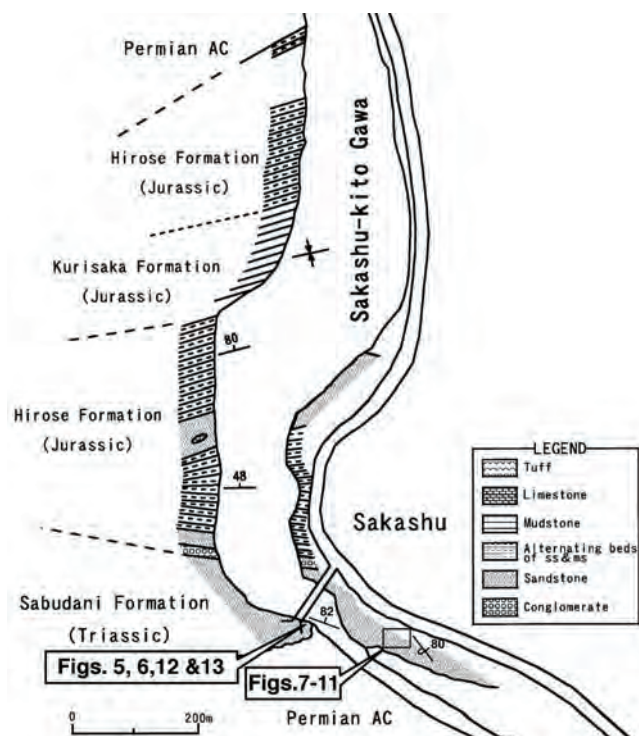 Permian AC
Hirose Formation
(Jurassic)
Sakashu-kito Gawa
Kurisaka Formation
(Jurassic)
80
Hirose Formation
(Jurassic)
48
LEGEND
Tuff
Limestone
Mudstone
Alternating beds
of ss&ms
Sandstone
Conglomerate
Sakashu
Sabudani Formation
(Triassic)
82
80
Figs. 5, 6,12 &13
Figs.7-11
Permian AC
0 200m